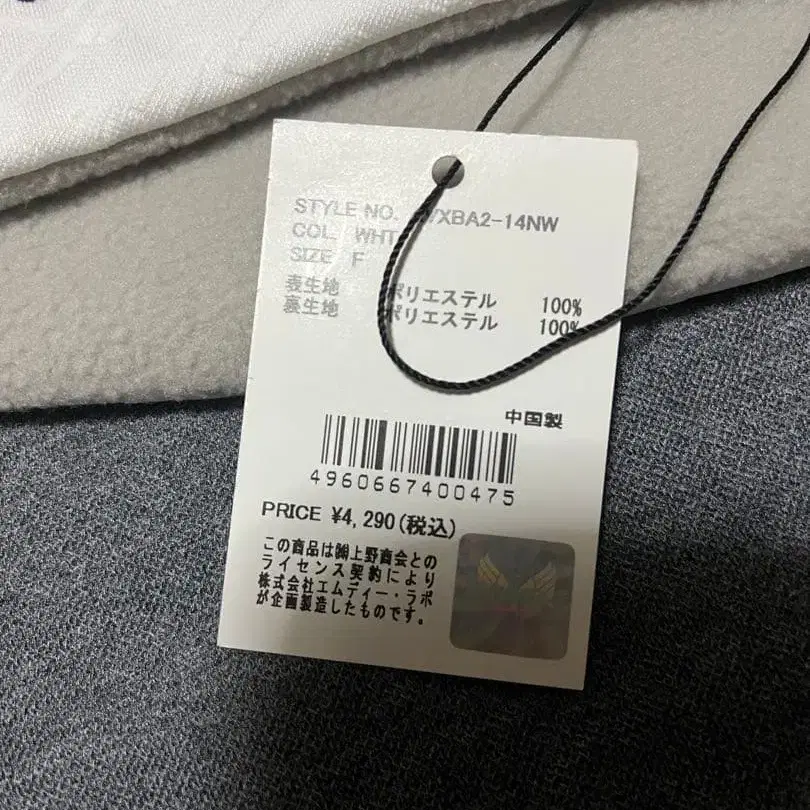 STYLE NO. VXBA2-14NW
COL. WHT
SIZE F
表生地 ポリエステル 100%
裏生地 ポリエステル 100%
中国製
4960667400475
PRICE ¥4,290(税込)
この商品は㈱上野商会との
ライセンス契約により
株式会社エムディー・ラボ
が企画製造したものです。